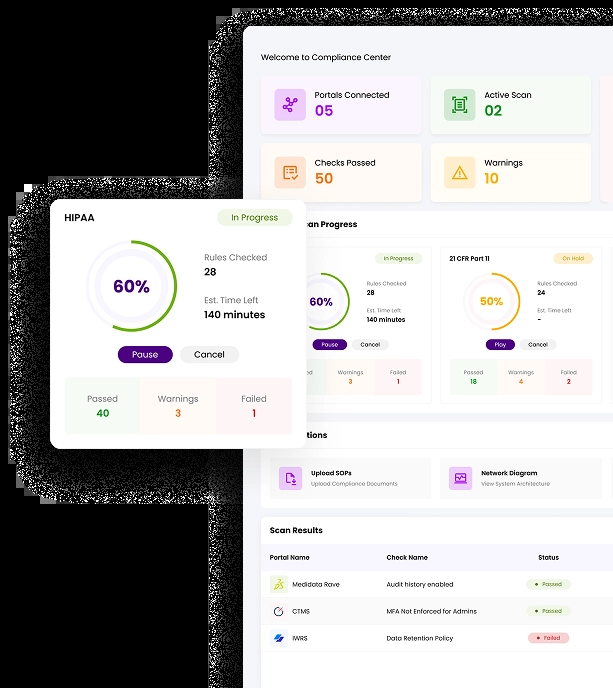 Welcome to Compliance Center
Portals Connected
05
Active Scan
02
Checks Passed
50
Warnings
10
HIPAA
In Progress
60%
Rules Checked
28
Est. Time Left
140 minutes
Pause
Cancel
Passed
40
Warnings
3
Failed
1
can Progress
In Progress
60%
Rules Checked
28
Est. Time Left
140 minutes
Pause
Cancel
ed
Warnings
3
Failed
1
21 CFR Part 11
On Hold
50%
Rules Checked
24
Est. Time Left
-
Play
Cancel
Passed
18
Warnings
4
Failed
2
tions
Upload SOPs
Upload Compliance Documents
Network Diagram
View System Architecture
Scan Results
Portal Name
Check Name
Status
Medidata Rave
Audit history enabled
Passed
CTMS
MFA Not Enforced for Admins
Passed
IWRS
Data Retention Policy
Failed